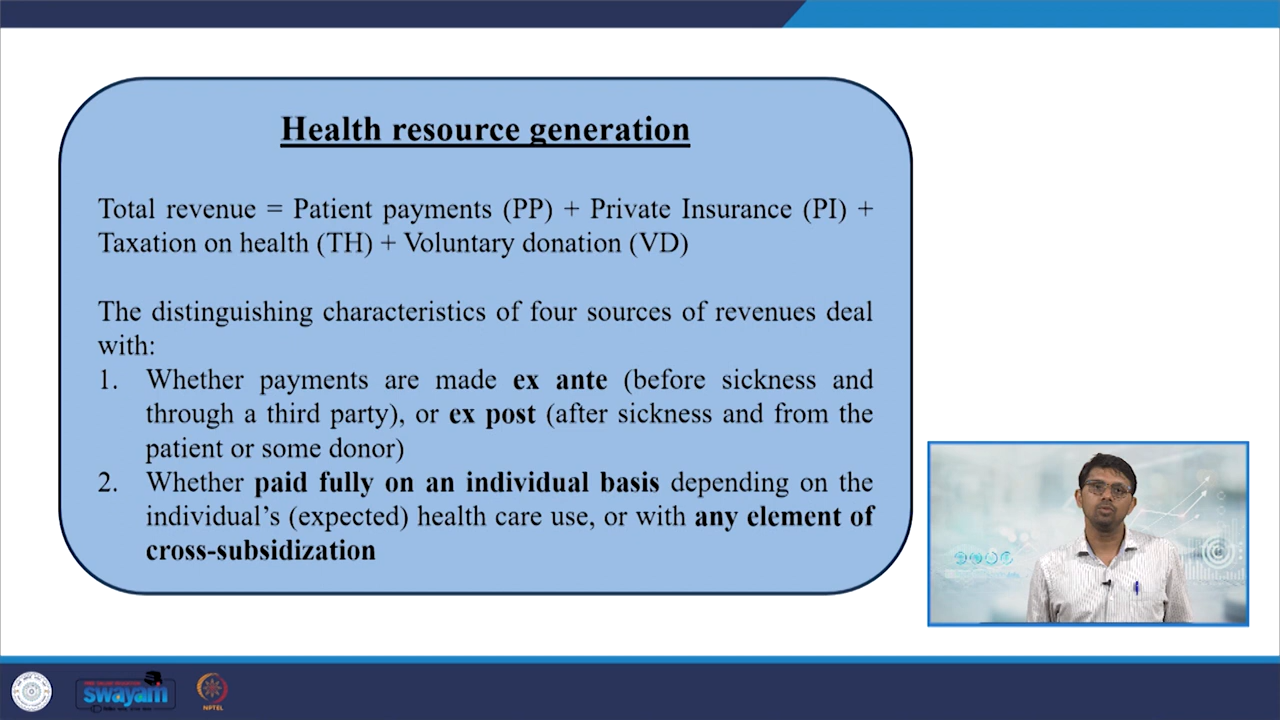 Health resource generation
Total revenue = Patient payments (PP) + Private Insurance (PI) +
Taxation on health (TH) + Voluntary donation (VD)
The distinguishing characteristics of four sources of revenues deal
with:
1. Whether payments are made ex ante (before sickness and
through a third party), or ex post (after sickness and from the
patient or some donor)
2. Whether paid fully on an individual basis depending on the
individual’s (expected) health care use, or with any element of
cross-subsidization
swayam
NPTEL